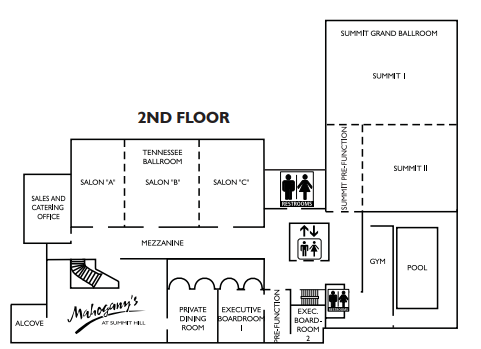 SUMMIT GRAND BALLROOM
SUMMIT I
2ND FLOOR
TENNESSEE
BALLROOM
SALON "A"
SALON "B"
SALON "C"
RESTROOMS
SUMMIT PRE-FUNCTION
SUMMIT II
SALES AND
CATERING
OFFICE
MEZZANINE
GYM
POOL
Mahogany's
AT SUMMIT HILL
ALCOVE
PRIVATE
DINING
ROOM
EXECUTIVE
BOARDROOM
1
PRE-FUNCTION
EXEC.
BOARD-
ROOM
2
RESTROOMS